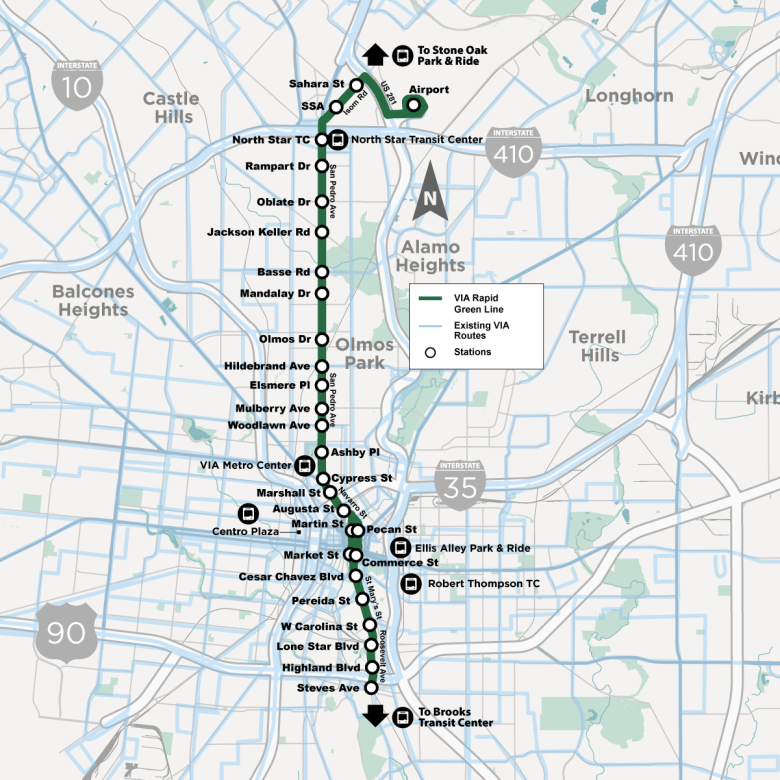 To Stone Oak
Park & Ride
INTERSTATE
10
Sahara St
US 281
Airport
Castle
Hills
Longhorn
SSA
Isom Rd
North Star TC
North Star Transit Center
INTERSTATE
410
Winc
Rampart Dr
San Pedro Ave
N
Oblate Dr
Jackson Keller Rd
INTERSTATE
410
Alamo
Heights
Basse Rd
Mandalay Dr
Balcones
Heights
VIA Rapid
Green Line
Existing VIA
Routes
Stations
Olmos Dr
Olmos
Park
Terrell
Hills
Hildebrand Ave
San Pedro Ave
Elsmere Pl
Kirb
Mulberry Ave
Woodlawn Ave
Ashby Pl
VIA Metro Center
Cypress St
INTERSTATE
35
Marshall St
Navarro St
Augusta St
Martin St
Pecan St
Centro Plaza
Ellis Alley Park & Ride
Market St
Commerce St
Cesar Chavez Blvd
Robert Thompson TC
St Mary's St
Pereida St
W Carolina St
90
Roosevelt Ave
Lone Star Blvd
Highland Blvd
Steves Ave
To Brooks
Transit Center